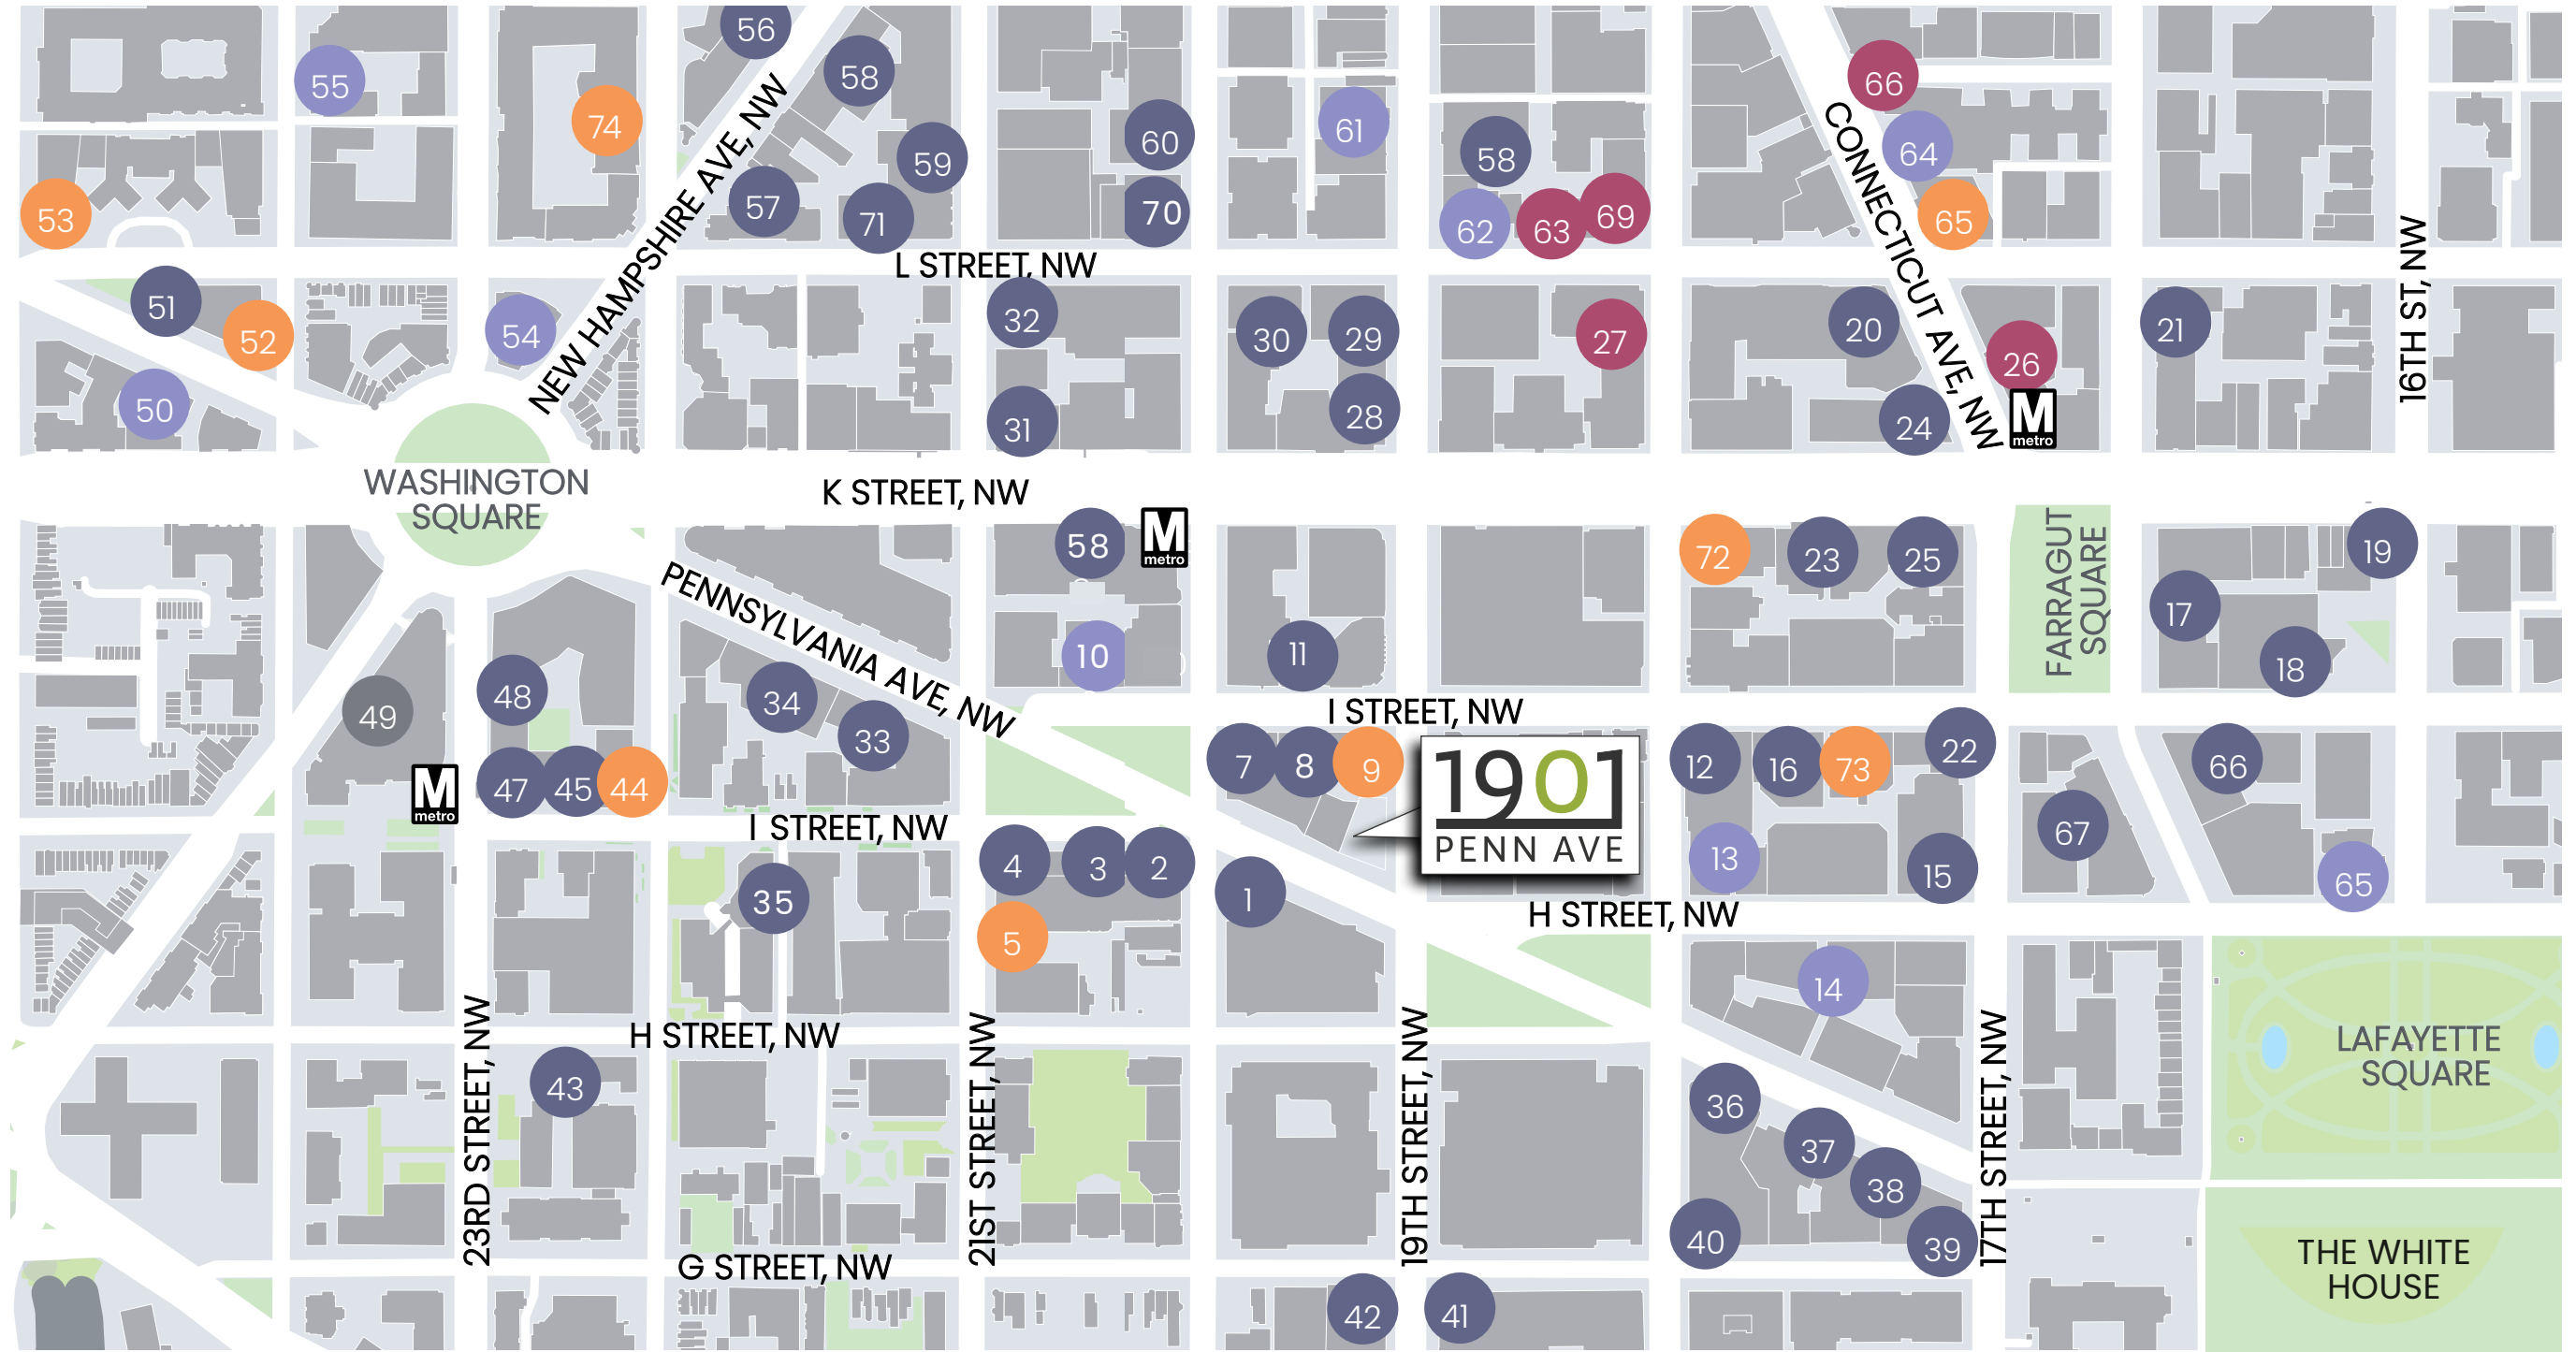 56
58
55
66
74
61
60
64
58
59
53
57
71
70
62
63
69
65
L STREET, NW
NEW HAMPSHIRE AVE, NW
CONNECTICUT AVE, NW
16TH ST, NW
51
52
54
32
30
29
27
20
26
21
50
31
28
24
M
metro
WASHINGTON
SQUARE
K STREET, NW
58
M
metro
72
23
25
FARRAGUT
SQUARE
19
17
PENNSYLVANIA AVE, NW
10
11
18
48
34
33
49
I STREET, NW
7
8
9
1901
PENN AVE
12
16
73
22
66
47
45
44
M
metro
I STREET, NW
67
4
3
2
13
15
65
35
1
5
H STREET, NW
14
H STREET, NW
LAFAYETTE
SQUARE
23RD STREET, NW
21ST STREET, NW
19TH STREET, NW
17TH STREET, NW
43
36
37
38
40
39
G STREET, NW
THE WHITE
HOUSE
42
41